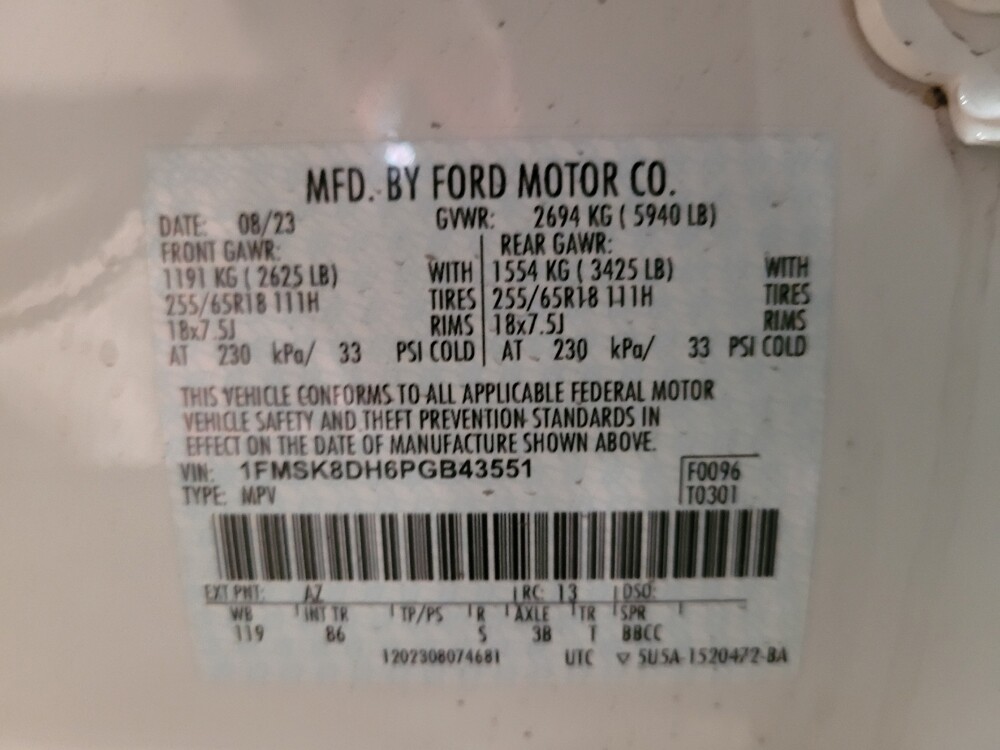 MFD. BY FORD MOTOR CO.
DATE: 08/23 GVWR: 2694 KG ( 5940 LB)
FRONT GAWR: REAR GAWR:
1191 KG ( 2625 LB) WITH 1554 KG ( 3425 LB) WITH
255/65R18 111H TIRES 255/65R18 111H TIRES
18x7.5J RIMS 18x7.5J RIMS
AT 230 kPa/ 33 PSI COLD AT 230 kPa/ 33 PSI COLD
THIS VEHICLE CONFORMS TO ALL APPLICABLE FEDERAL MOTOR
VEHICLE SAFETY AND THEFT PREVENTION STANDARDS IN
EFFECT ON THE DATE OF MANUFACTURE SHOWN ABOVE.
VIN: 1FMSK8DH6PGB43551 F0096
TYPE: MPV T0301
EXT PNT: AZ RC: 13 DSO:
WB INT TR TP/PS R AXLE TR SPR
119 86 S 3B T BBCC
1202308074681 UTC ▽ 5U5A-1520472-BA